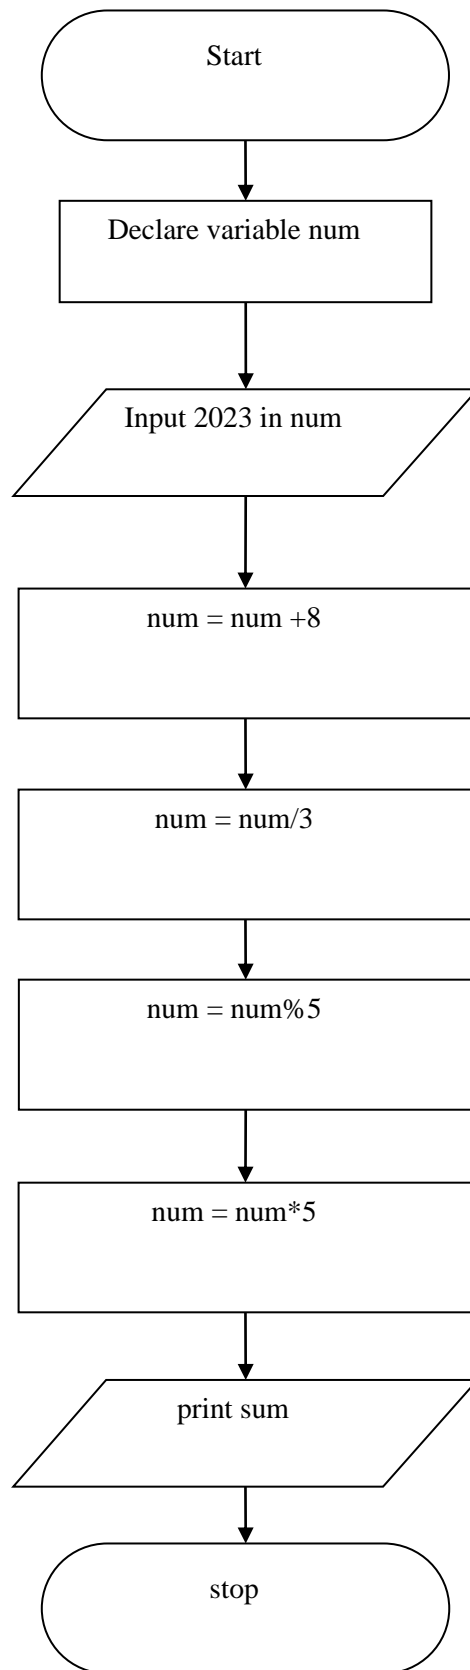 Start
Declare variable num
Input 2023 in num
num = num +8
num = num/3
num = num%5
num = num*5
print sum
stop